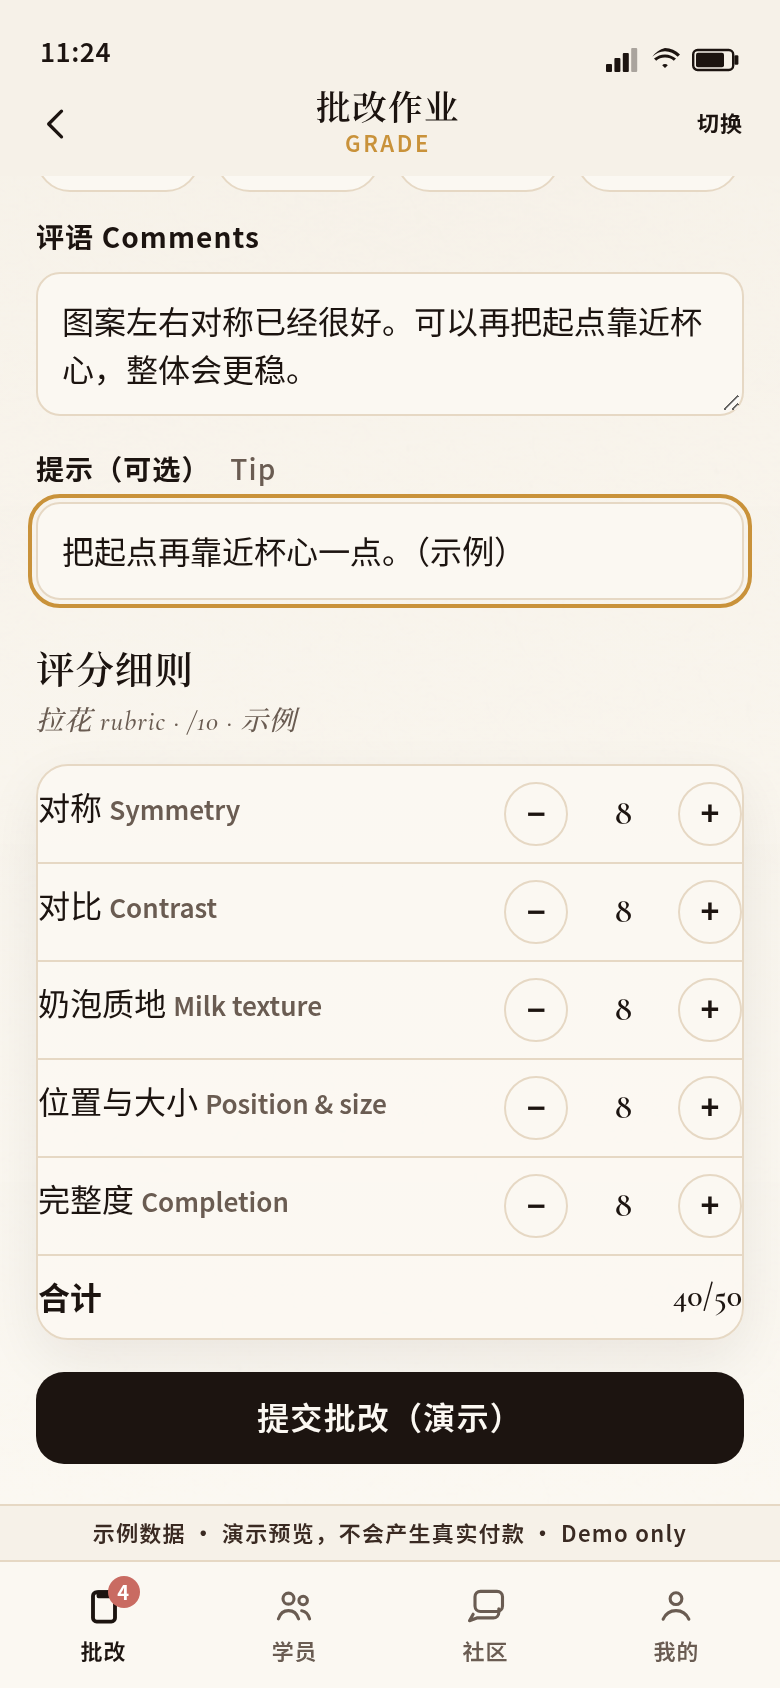 11:24
批改作业
GRADE
切换
评语 Comments
图案左右对称已经很好。可以再把起点靠近杯
心，整体会更稳。
提示（可选） Tip
把起点再靠近杯心一点。（示例）
评分细则
拉花 rubric · /10 · 示例
对称 Symmetry − 8 +
对比 Contrast − 8 +
奶泡质地 Milk texture − 8 +
位置与大小 Position & size − 8 +
完整度 Completion − 8 +
合计 40/50
提交批改（演示）
示例数据 · 演示预览，不会产生真实付款 · Demo only
4
批改 学员 社区 我的